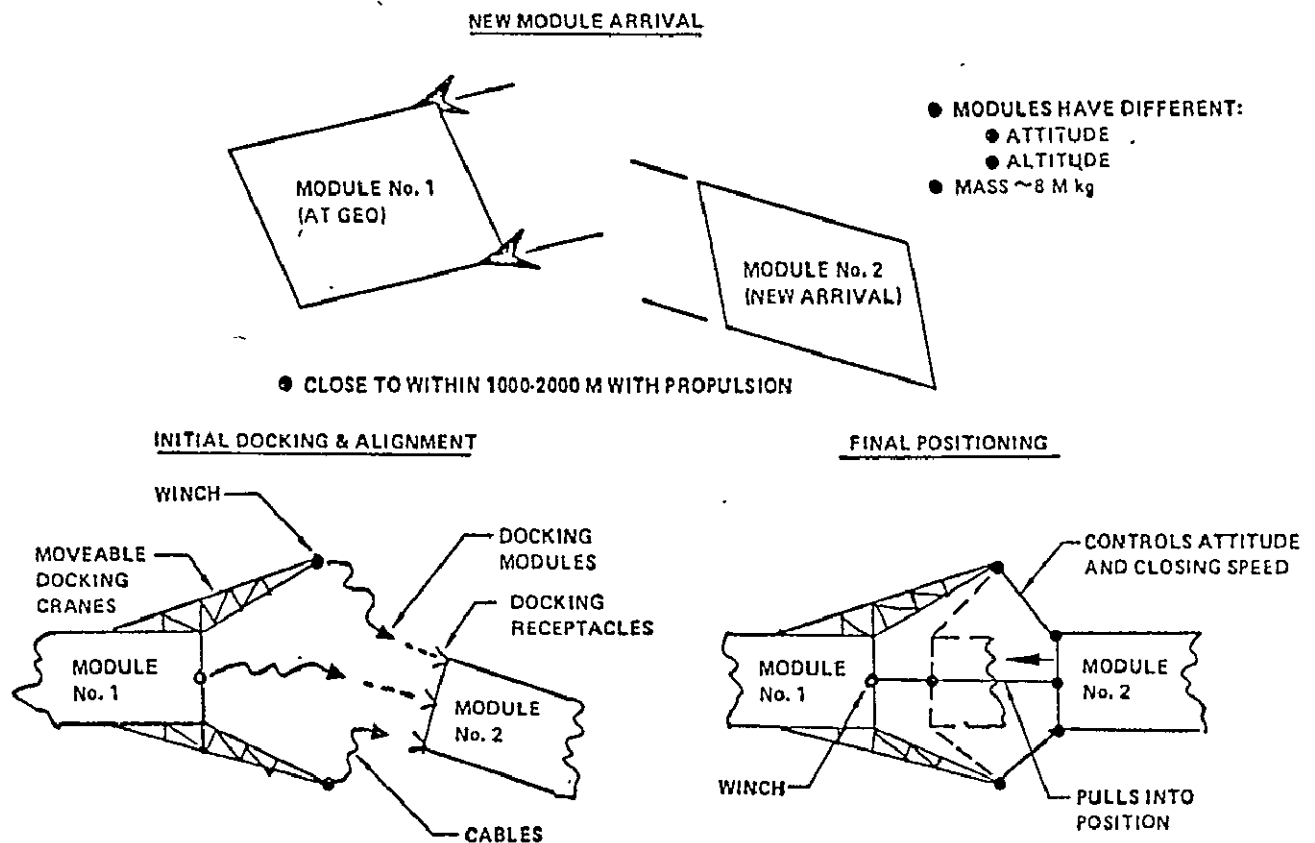 NEW MODULE ARRIVAL
MODULE No. 1
(AT GEO)
MODULE No. 2
(NEW ARRIVAL)
● MODULES HAVE DIFFERENT:
● ATTITUDE
● ALTITUDE
● MASS ~8 M kg
● CLOSE TO WITHIN 1000-2000 M WITH PROPULSION
INITIAL DOCKING & ALIGNMENT
WINCH
MOVEABLE
DOCKING
CRANES
DOCKING
MODULES
DOCKING
RECEPTACLES
MODULE
No. 1
MODULE
No. 2
CABLES
FINAL POSITIONING
CONTROLS ATTITUDE
AND CLOSING SPEED
MODULE
No. 1
MODULE
No. 2
WINCH
PULLS INTO
POSITION